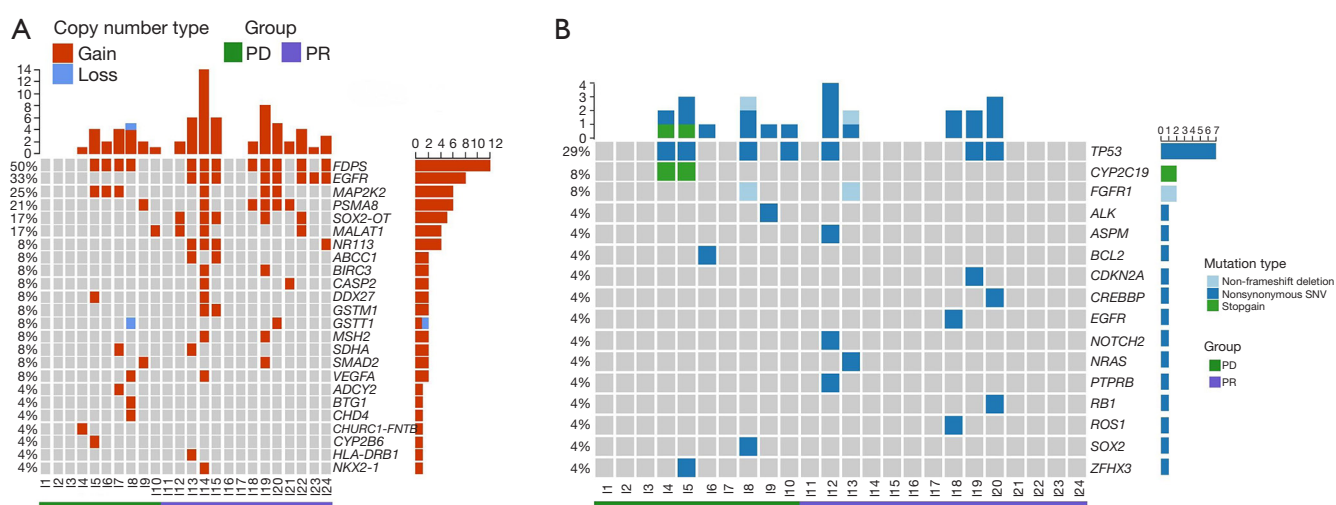 A
Copy number type
Gain
Loss
Group
PD
PR
14
12
10
8
6
4
2
0
0 2 4 6 8 10 12
50% FDPS
33% EGFR
25% MAP2K2
21% PSMA8
17% SOX2-OT
17% MALAT1
8% NR113
8% ABCC1
8% BIRC3
8% CASP2
8% DDX27
8% GSTM1
8% GSTT1
8% MSH2
8% SDHA
8% SMAD2
8% VEGFA
4% ADCY2
4% BTG1
4% CHD4
4% CHURC1-FNTB
4% CYP2B6
4% HLA-DRB1
4% NKX2-1
I1 I2 I3 I4 I5 I6 I7 I8 I9 I10 I11 I12 I13 I14 I15 I16 I17 I18 I19 I20 I21 I22 I23 I24
B
4
3
2
1
0
0 1 2 3 4 5 6 7
29% TP53
8% CYP2C19
8% FGFR1
4% ALK
4% ASPM
4% BCL2
4% CDKN2A
4% CREBBP
4% EGFR
4% NOTCH2
4% NRAS
4% PTPRB
4% RB1
4% ROS1
4% SOX2
4% ZFHX3
I1 I2 I3 I4 I5 I6 I7 I8 I9 I10 I11 I12 I13 I14 I15 I16 I17 I18 I19 I20 I21 I22 I23 I24
Mutation type
Non-frameshift deletion
Nonsynonymous SNV
Stopgain
Group
PD
PR